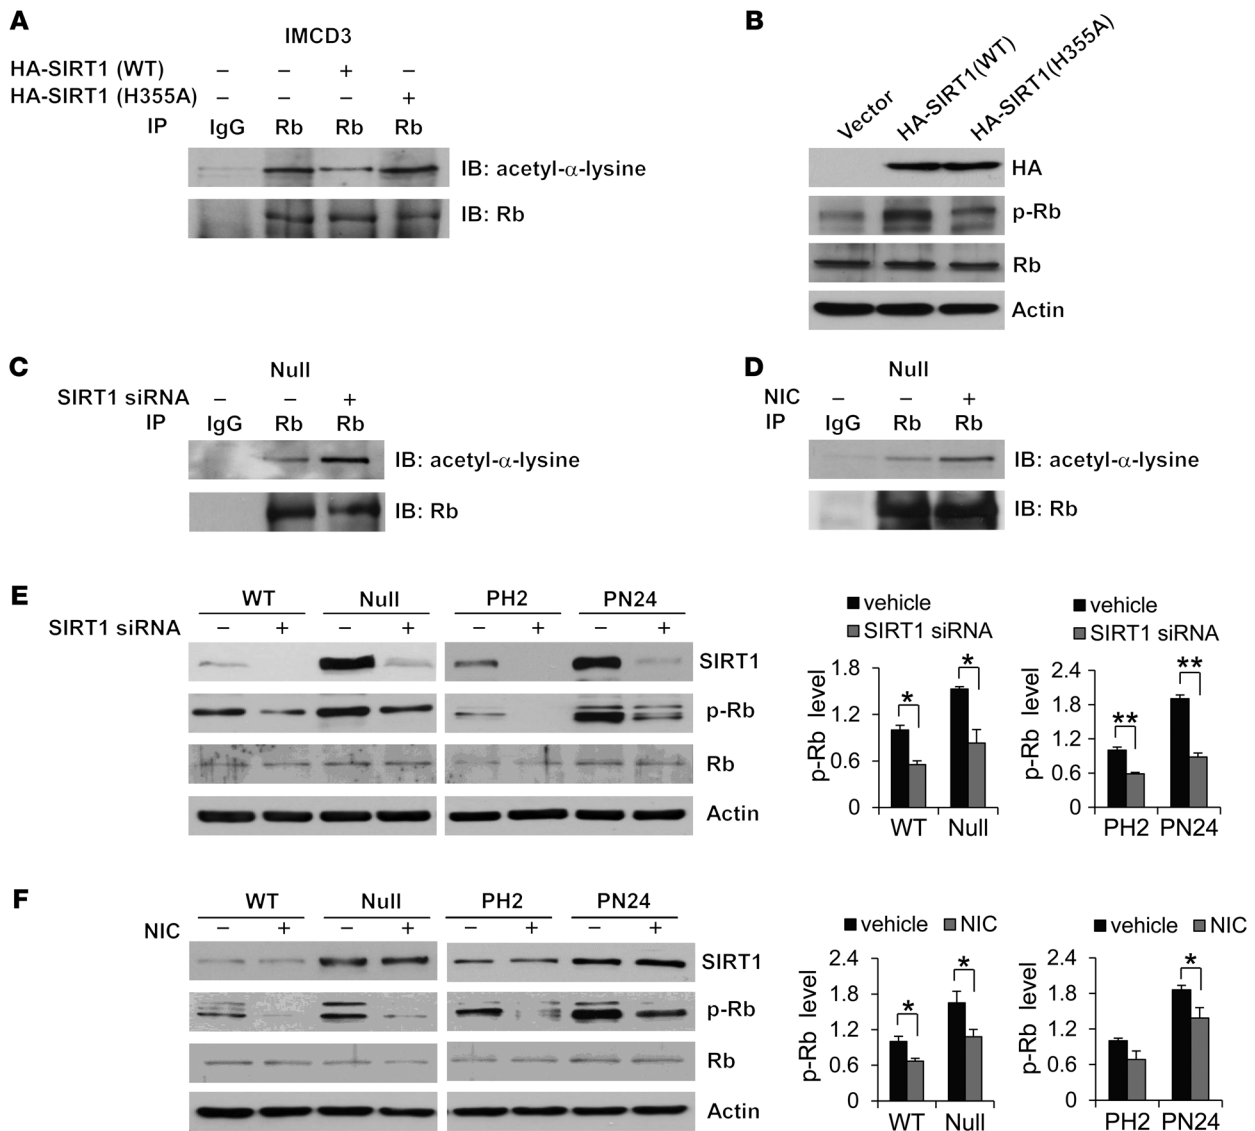 A
IMCD3
HA-SIRT1 (WT) – – + –
HA-SIRT1 (H355A) – – – +
IP IgG Rb Rb Rb
IB: acetyl-α-lysine
IB: Rb
B
Vector HA-SIRT1(WT) HA-SIRT1(H355A)
HA
p-Rb
Rb
Actin
C
Null
SIRT1 siRNA – – +
IP IgG Rb Rb
IB: acetyl-α-lysine
IB: Rb
D
Null
NIC – – +
IP IgG Rb Rb
IB: acetyl-α-lysine
IB: Rb
E
WT Null PH2 PN24
SIRT1 siRNA – + – + – + – +
SIRT1
p-Rb
Rb
Actin
vehicle
SIRT1 siRNA
p-Rb level
1.8
1.2
0.6
0
* *
WT Null
vehicle
SIRT1 siRNA
p-Rb level
2.4
1.8
1.2
0.6
0
** **
PH2 PN24
F
WT Null PH2 PN24
NIC – + – + – + – +
SIRT1
p-Rb
Rb
Actin
vehicle NIC
p-Rb level
2.4
1.8
1.2
0.6
0
* *
WT Null
vehicle NIC
p-Rb level
2.4
1.8
1.2
0.6
0
*
PH2 PN24